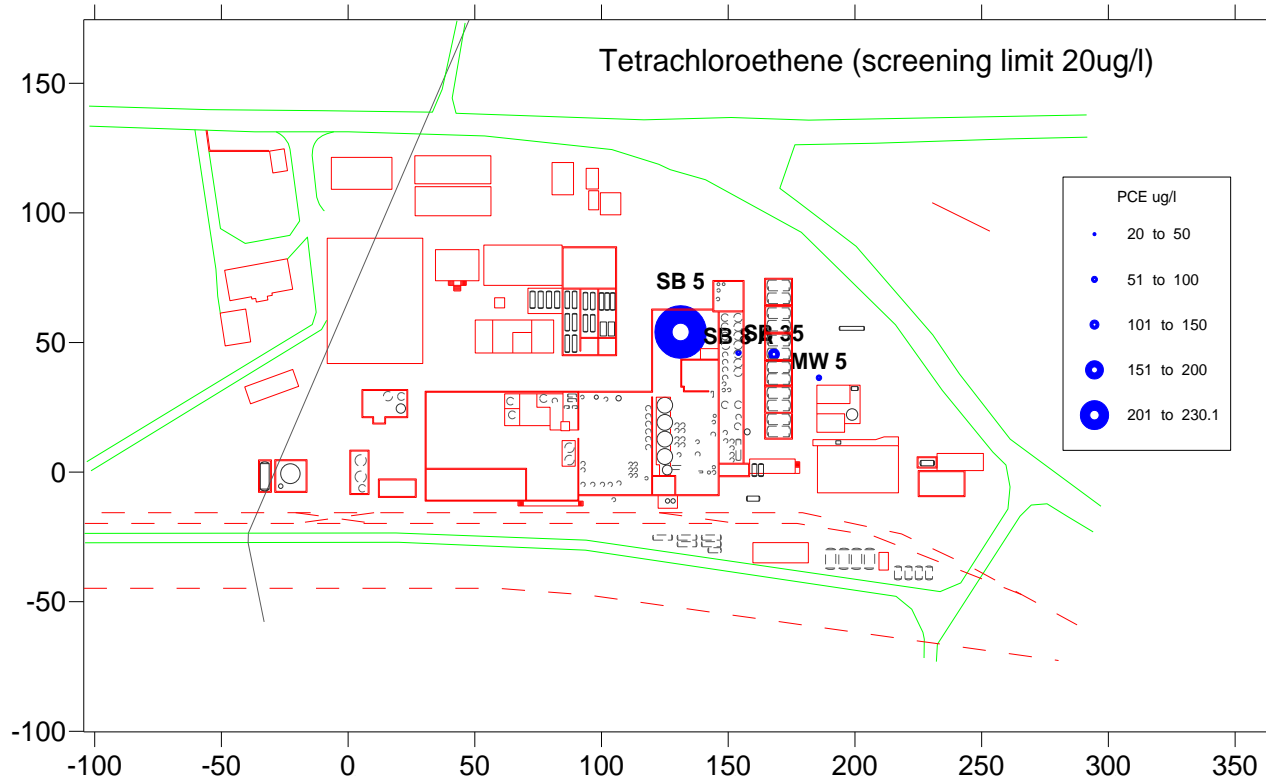 Tetrachloroethene (screening limit 20ug/l)
150
100
50
0
-50
-100
-100 -50 0 50 100 150 200 250 300 350
PCE ug/l
20 to 50
51 to 100
101 to 150
151 to 200
201 to 230.1
SB 5
SB
35
MW 5